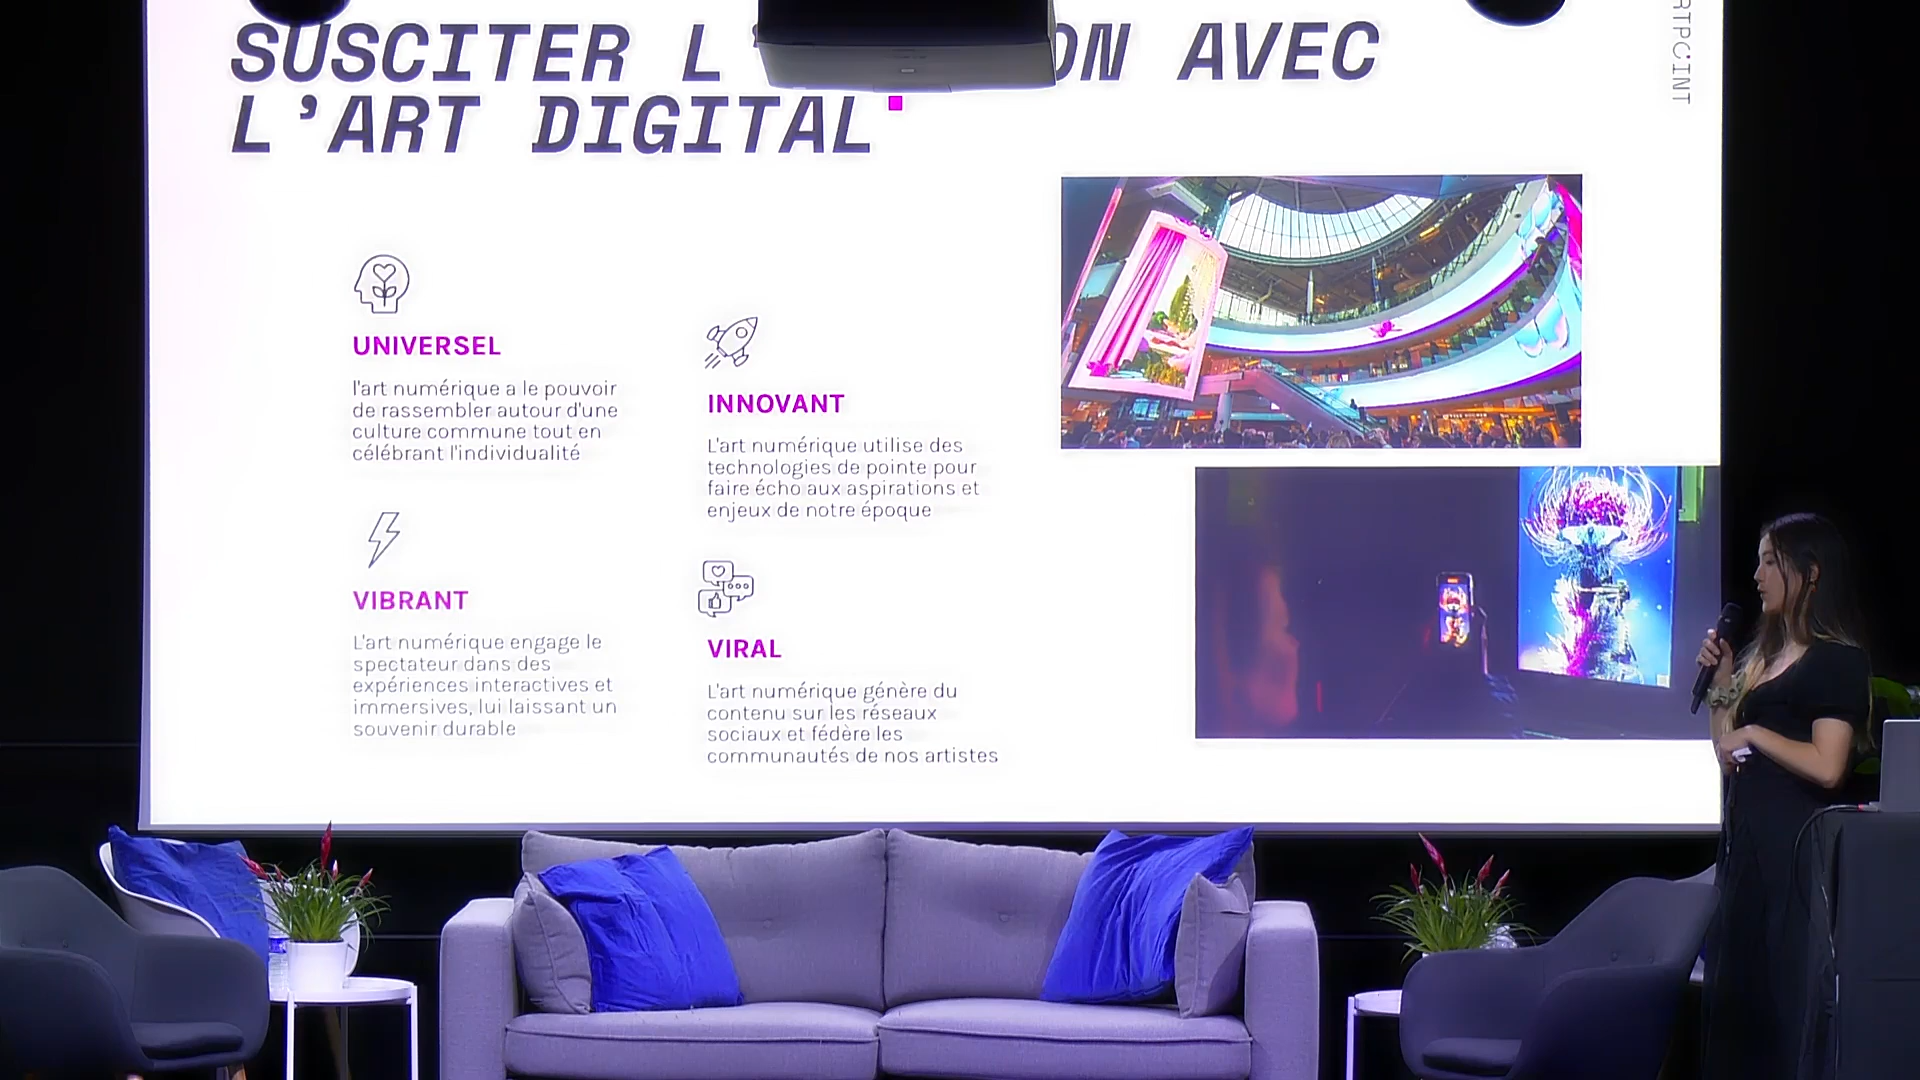 SUSCITER L' ON AVEC
L'ART DIGITAL
UNIVERSEL
l'art numérique a le pouvoir
de rassembler autour d'une
culture commune tout en
célébrant l'individualité
INNOVANT
L'art numérique utilise des
technologies de pointe pour
faire écho aux aspirations et
enjeux de notre époque
VIBRANT
L'art numérique engage le
spectateur dans des
expériences interactives et
immersives, lui laissant un
souvenir durable
VIRAL
L'art numérique génère du
contenu sur les réseaux
sociaux et fédère les
communautés de nos artistes
RTPOINT